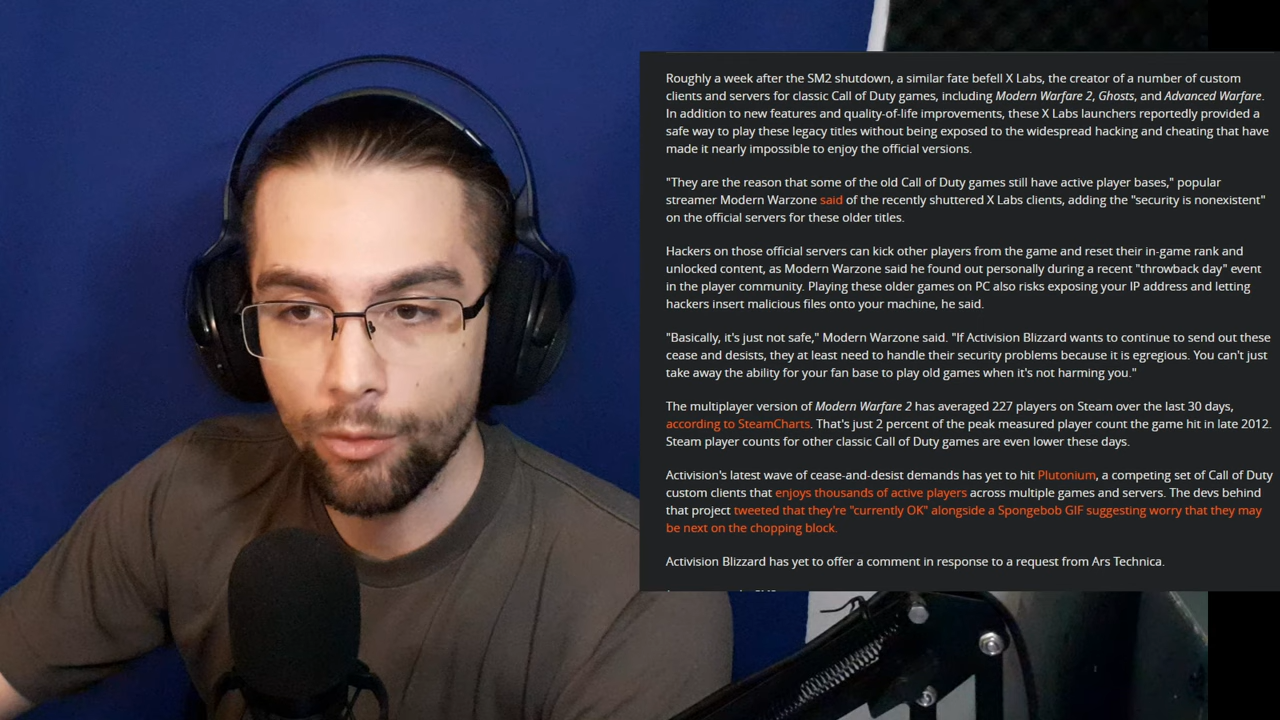 Roughly a week after the SM2 shutdown, a similar fate befell X Labs, the creator of a number of custom
clients and servers for classic Call of Duty games, including Modern Warfare 2, Ghosts, and Advanced Warfare.
In addition to new features and quality-of-life improvements, these X Labs launchers reportedly provided a
safe way to play these legacy titles without being exposed to the widespread hacking and cheating that have
made it nearly impossible to enjoy the official versions.
"They are the reason that some of the old Call of Duty games still have active player bases," popular
streamer Modern Warzone said of the recently shuttered X Labs clients, adding the "security is nonexistent"
on the official servers for these older titles.
Hackers on those official servers can kick other players from the game and reset their in-game rank and
unlocked content, as Modern Warzone said he found out personally during a recent "throwback day" event
in the player community. Playing these older games on PC also risks exposing your IP address and letting
hackers insert malicious files onto your machine, he said.
"Basically, it's just not safe," Modern Warzone said. "If Activision Blizzard wants to continue to send out these
cease and desists, they at least need to handle their security problems because it is egregious. You can't just
take away the ability for your fan base to play old games when it's not harming you."
The multiplayer version of Modern Warfare 2 has averaged 227 players on Steam over the last 30 days,
according to SteamCharts. That's just 2 percent of the peak measured player count the game hit in late 2012.
Steam player counts for other classic Call of Duty games are even lower these days.
Activision's latest wave of cease-and-desist demands has yet to hit Plutonium, a competing set of Call of Duty
custom clients that enjoys thousands of active players across multiple games and servers. The devs behind
that project tweeted that they're "currently OK" alongside a Spongebob GIF suggesting worry that they may
be next on the chopping block.
Activision Blizzard has yet to offer a comment in response to a request from Ars Technica.